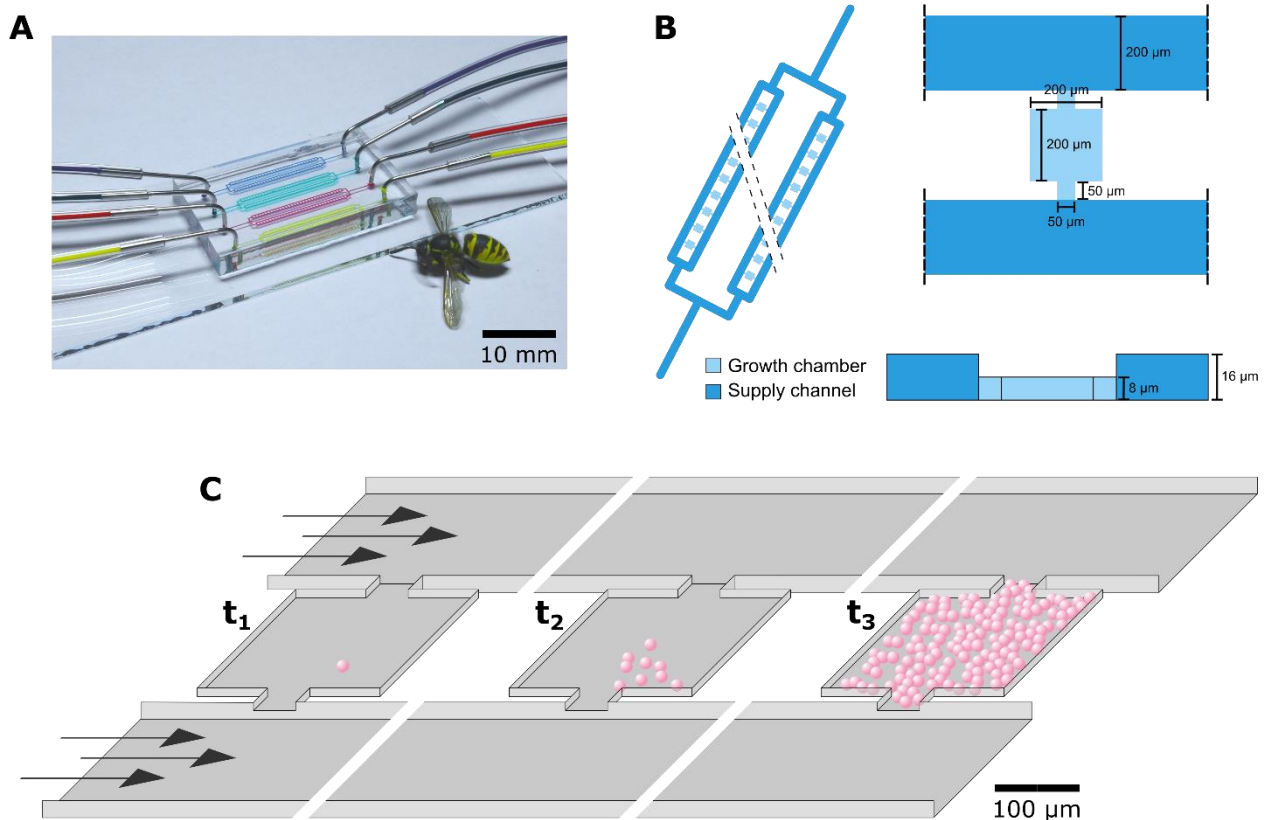 A
10 mm
B
200 µm
200 µm
200 µm
50 µm
50 µm
Growth chamber
Supply channel
8 µm
16 µm
C
t1
t2
t3
100 µm